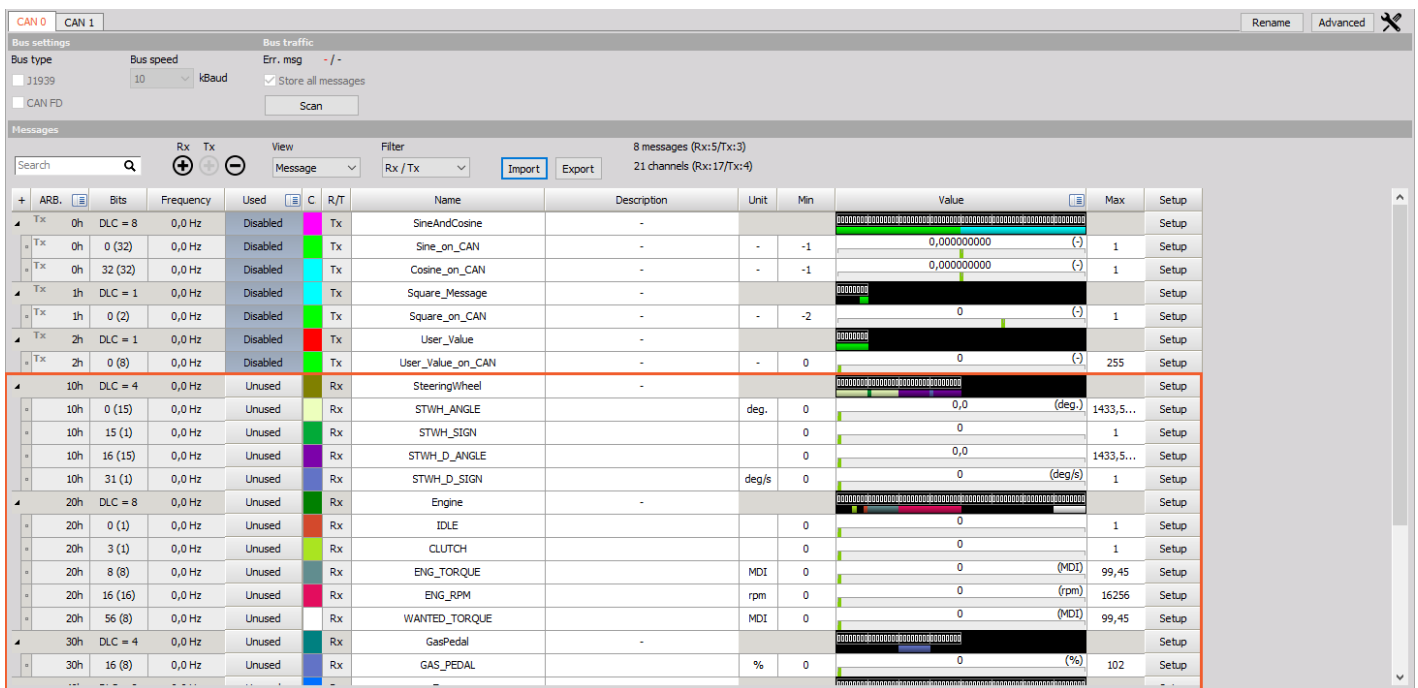 CAN 0 CAN 1 Rename Advanced
Bus settings Bus traffic
Bus type Bus speed Err. msg - / -
J1939 10 kBaud Store all messages
CAN FD Scan
Messages
Rx Tx View Filter 8 messages (Rx:5/Tx:3)
Search Message Rx / Tx Import Export 21 channels (Rx:17/Tx:4)
+ ARB. Bits Frequency Used C R/T Name Description Unit Min Value Max Setup
Tx 0h DLC = 8 0,0 Hz Disabled Tx SineAndCosine - Setup
Tx 0h 0 (32) 0,0 Hz Disabled Tx Sine_on_CAN - - -1 0,000000000 (-) 1 Setup
Tx 0h 32 (32) 0,0 Hz Disabled Tx Cosine_on_CAN - - -1 0,000000000 (-) 1 Setup
Tx 1h DLC = 1 0,0 Hz Disabled Tx Square_Message - Setup
Tx 1h 0 (2) 0,0 Hz Disabled Tx Square_on_CAN - - -2 0 (-) 1 Setup
Tx 2h DLC = 1 0,0 Hz Disabled Tx User_Value - Setup
Tx 2h 0 (8) 0,0 Hz Disabled Tx User_Value_on_CAN - - 0 0 (-) 255 Setup
10h DLC = 4 0,0 Hz Unused Rx SteeringWheel - Setup
10h 0 (15) 0,0 Hz Unused Rx STWH_ANGLE deg. 0 0,0 (deg.) 1433,5... Setup
10h 15 (1) 0,0 Hz Unused Rx STWH_SIGN 0 0 1 Setup
10h 16 (15) 0,0 Hz Unused Rx STWH_D_ANGLE 0 0,0 1433,5... Setup
10h 31 (1) 0,0 Hz Unused Rx STWH_D_SIGN deg/s 0 0 (deg/s) 1 Setup
20h DLC = 8 0,0 Hz Unused Rx Engine - Setup
20h 0 (1) 0,0 Hz Unused Rx IDLE 0 0 1 Setup
20h 3 (1) 0,0 Hz Unused Rx CLUTCH 0 0 1 Setup
20h 8 (8) 0,0 Hz Unused Rx ENG_TORQUE MDI 0 0 (MDI) 99,45 Setup
20h 16 (16) 0,0 Hz Unused Rx ENG_RPM rpm 0 0 (rpm) 16256 Setup
20h 56 (8) 0,0 Hz Unused Rx WANTED_TORQUE MDI 0 0 (MDI) 99,45 Setup
30h DLC = 4 0,0 Hz Unused Rx GasPedal - Setup
30h 16 (8) 0,0 Hz Unused Rx GAS_PEDAL % 0 0 (%) 102 Setup